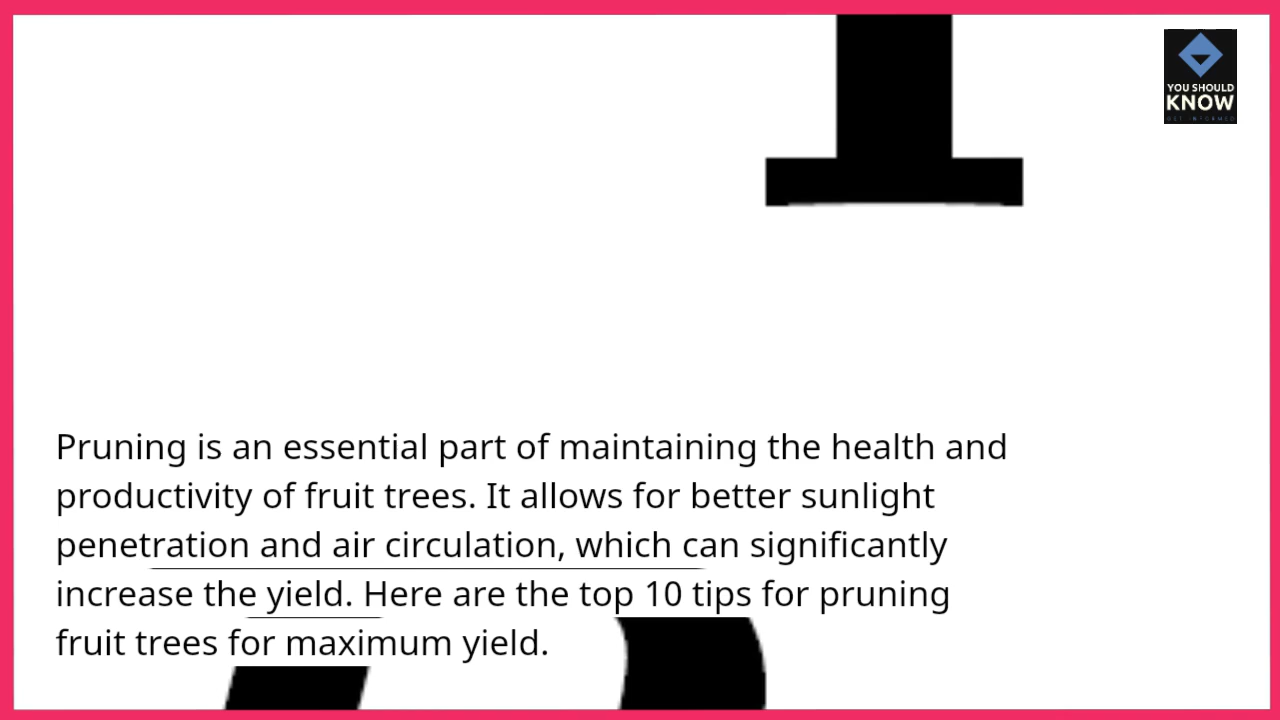 YOU SHOULD
KNOW
GET INFORMED
Pruning is an essential part of maintaining the health and
productivity of fruit trees. It allows for better sunlight
penetration and air circulation, which can significantly
increase the yield. Here are the top 10 tips for pruning
fruit trees for maximum yield.